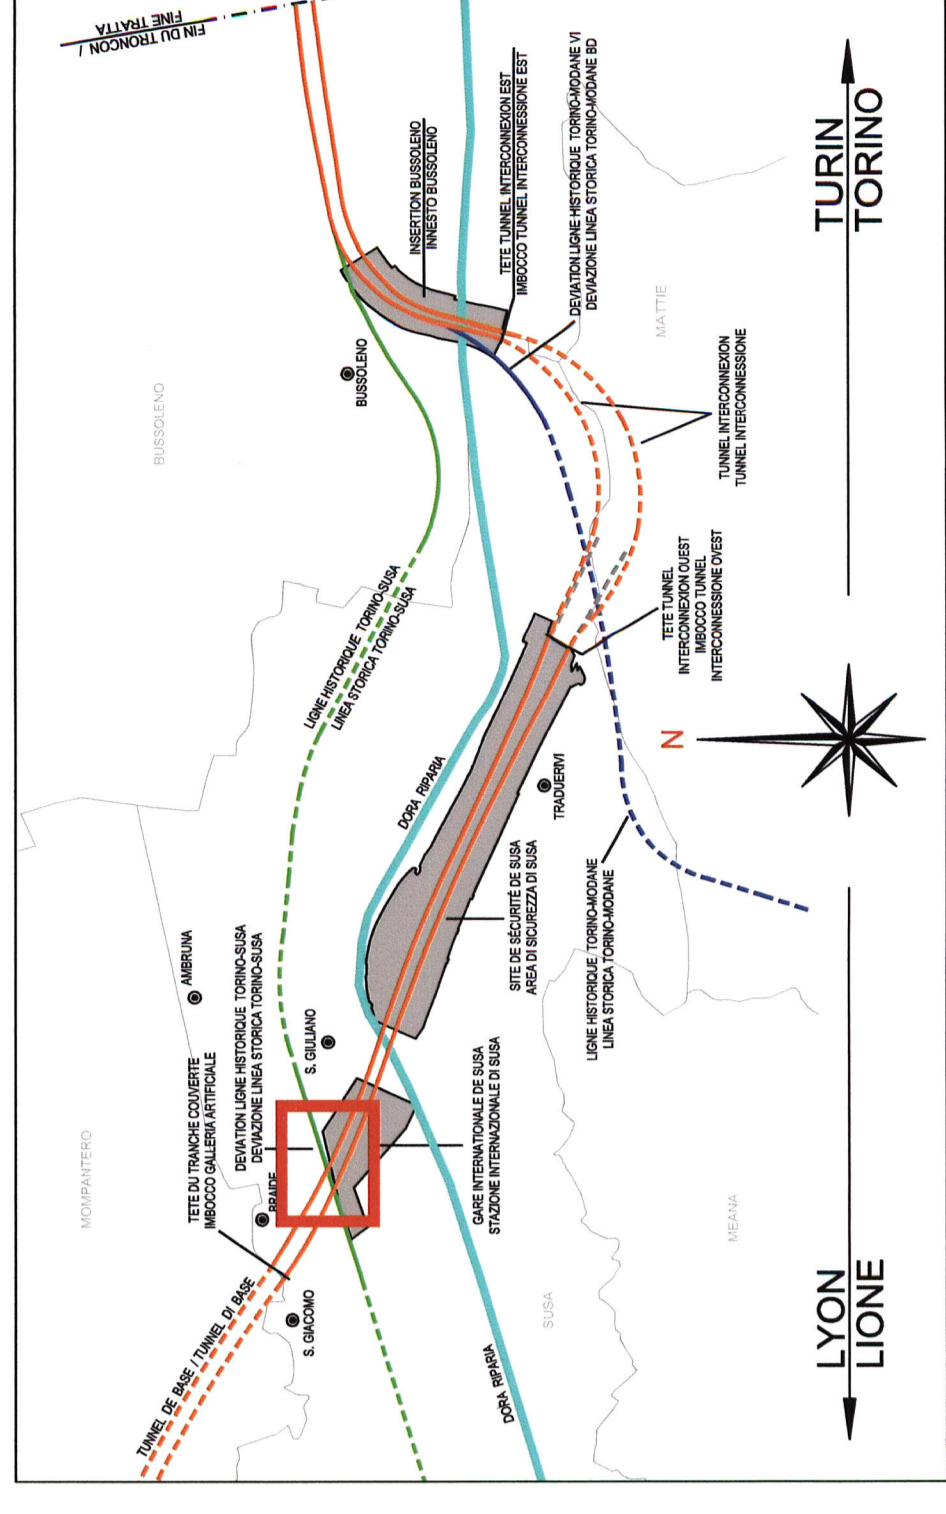 FIN DU TRONCON /
FINE TRATTA
INSERTION BUSSOLENO
INNESTO BUSSOLENO
TETE TUNNEL INTERCONNEXION EST
IMBOCCO TUNNEL INTERCONNESSIONE EST
DEVIATION LIGNE HISTORIQUE TORINO-MODANE VI
DEVIAZIONE LINEA STORICA TORINO-MODANE BD
BUSSOLENO
BUSSOLENO
MATTIE
TUNNEL INTERCONNEXION
TUNNEL INTERCONNESSIONE
TURIN
TORINO
LIGNE HISTORIQUE TORINO-SUSA
LINEA STORICA TORINO-SUSA
TETE TUNNEL
INTERCONNEXION OUEST
IMBOCCO TUNNEL
INTERCONNESSIONE OVEST
DORA RIPARIA
TRADUERIVI
N
SITE DE SÉCURITÉ DE SUSA
AREA DI SICUREZZA DI SUSA
LIGNE HISTORIQUE TORINO-MODANE
LINEA STORICA TORINO-MODANE
AMBRUNA
DEVIATION LIGNE HISTORIQUE TORINO-SUSA
DEVIAZIONE LINEA STORICA TORINO-SUSA
S. GIULIANO
TETE DU TRANCHE COUVERTE
IMBOCCO GALLERIA ARTIFICIALE
MOMPANTERO
BRAIDE
GARE INTERNATIONALE DE SUSA
STAZIONE INTERNAZIONALE DI SUSA
MEANA
SUSA
S. GIACOMO
TUNNEL DE BASE / TUNNEL DI BASE
DORA RIPARIA
LYON
LIONE